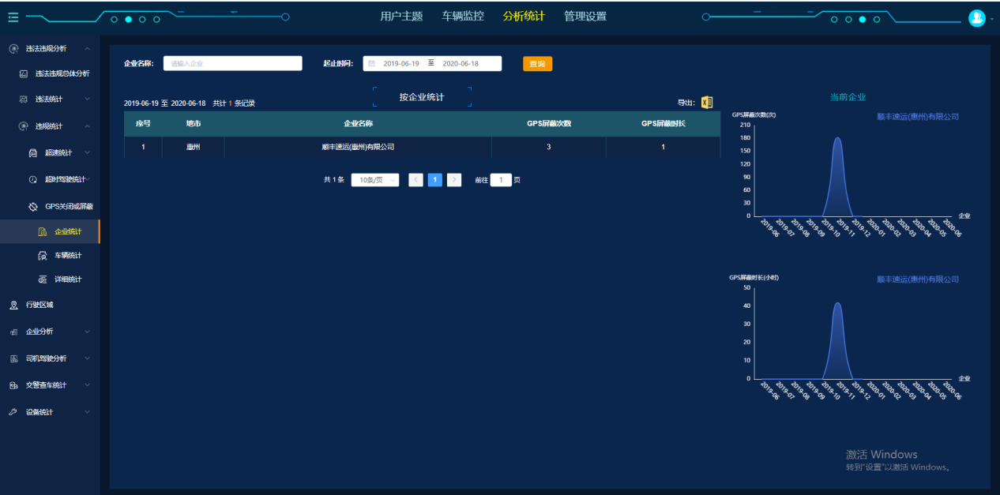 用户主题 车辆监控 分析统计 管理设置
违法违规分析
违法违规总体分析
违法统计
违规统计
超速统计
超时驾驶统计
GPS关闭或屏蔽
企业统计
车辆统计
详细统计
行驶区域
企业分析
司机驾驶分析
交警查车统计
设备统计
企业名称: 请输入企业 起止时间: 2019-06-19 至 2020-06-18 查询
按企业统计
2019-06-19 至 2020-06-18 共计 1 条记录 导出:
序号 地市 企业名称 GPS屏蔽次数 GPS屏蔽时长
1 惠州 顺丰速运(惠州)有限公司 3 1
共 1 条 10条/页 < 1 > 前往 1 页
当前企业
GPS屏蔽次数(次) 顺丰速运(惠州)有限公司
210
180
150
120
90
60
30
0 企业
2019-06 2019-07 2019-08 2019-09 2019-10 2019-11 2019-12 2020-01 2020-02 2020-03 2020-04 2020-05 2020-06
GPS屏蔽时长(小时) 顺丰速运(惠州)有限公司
50
40
30
20
10
0 企业
2019-06 2019-07 2019-08 2019-09 2019-10 2019-11 2019-12 2020-01 2020-02 2020-03 2020-04 2020-05 2020-06
激活 Windows
转到"设置"以激活 Windows。